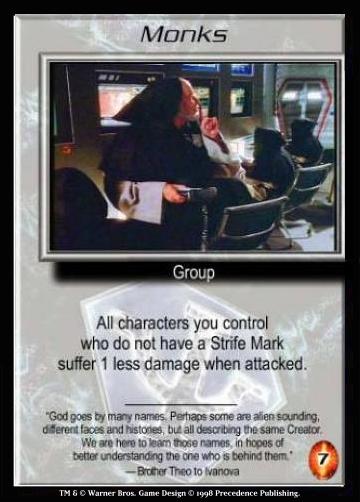 Monks
Group
All characters you control
who do not have a Strife Mark
suffer 1 less damage when attacked.
"God goes by many names. Perhaps some are alien sounding,
different faces and histories, but all describing the same Creator.
We are here to learn those names, in hopes of
better understanding the one who is behind them."
— Brother Theo to Ivanova
7
TM & © Warner Bros. Game Design © 1998 Precedence Publishing.